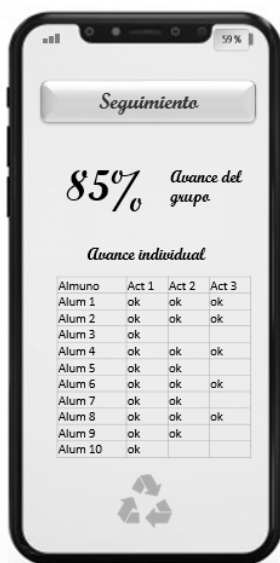 59 %
Seguimiento
85% Avance del
grupo
Avance individual
Almuno Act 1 Act 2 Act 3
Alum 1 ok ok ok
Alum 2 ok ok ok
Alum 3 ok
Alum 4 ok ok ok
Alum 5 ok ok
Alum 6 ok ok ok
Alum 7 ok ok
Alum 8 ok ok ok
Alum 9 ok ok
Alum 10 ok